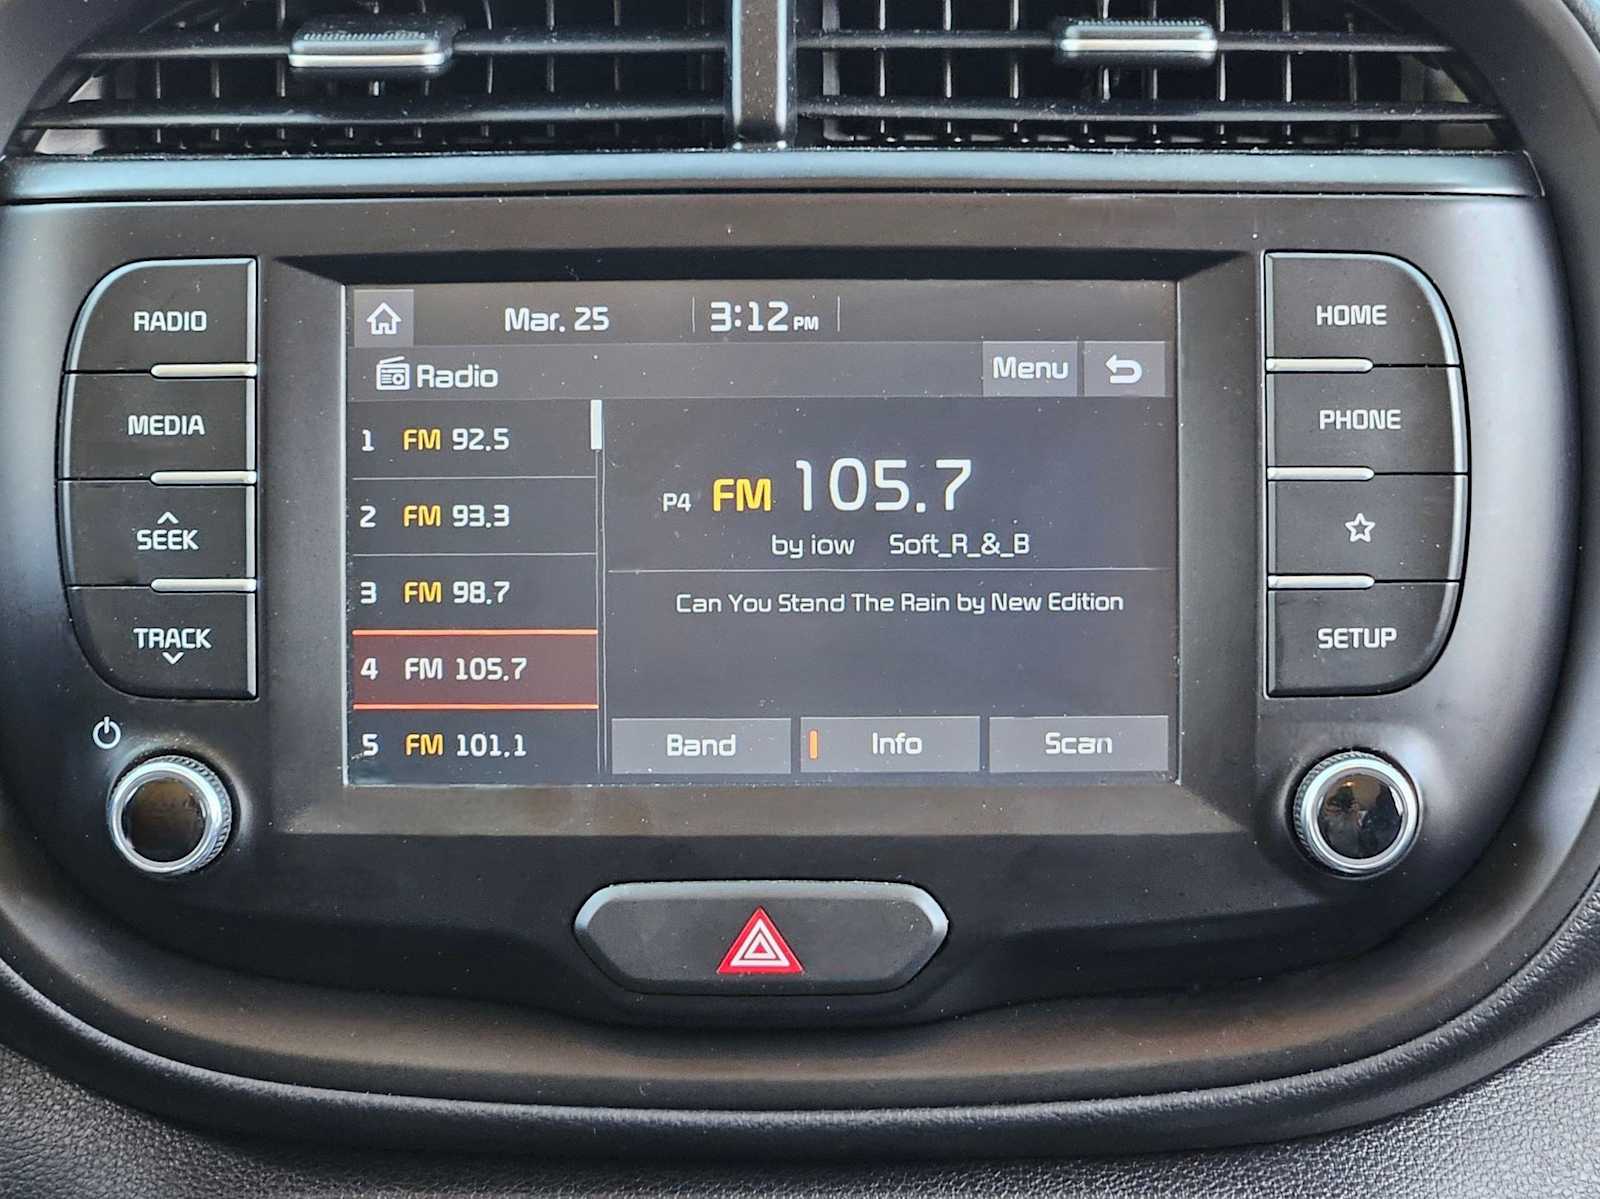 RADIO
MEDIA
SEEK
TRACK
Mar. 25 3:12 PM
Radio
Menu
1 FM 92.5
2 FM 93.3
3 FM 98.7
4 FM 105.7
5 FM 101.1
P4 FM 105.7
by iow Soft_R_&_B
Can You Stand The Rain by New Edition
Band
Info
Scan
HOME
PHONE
SETUP